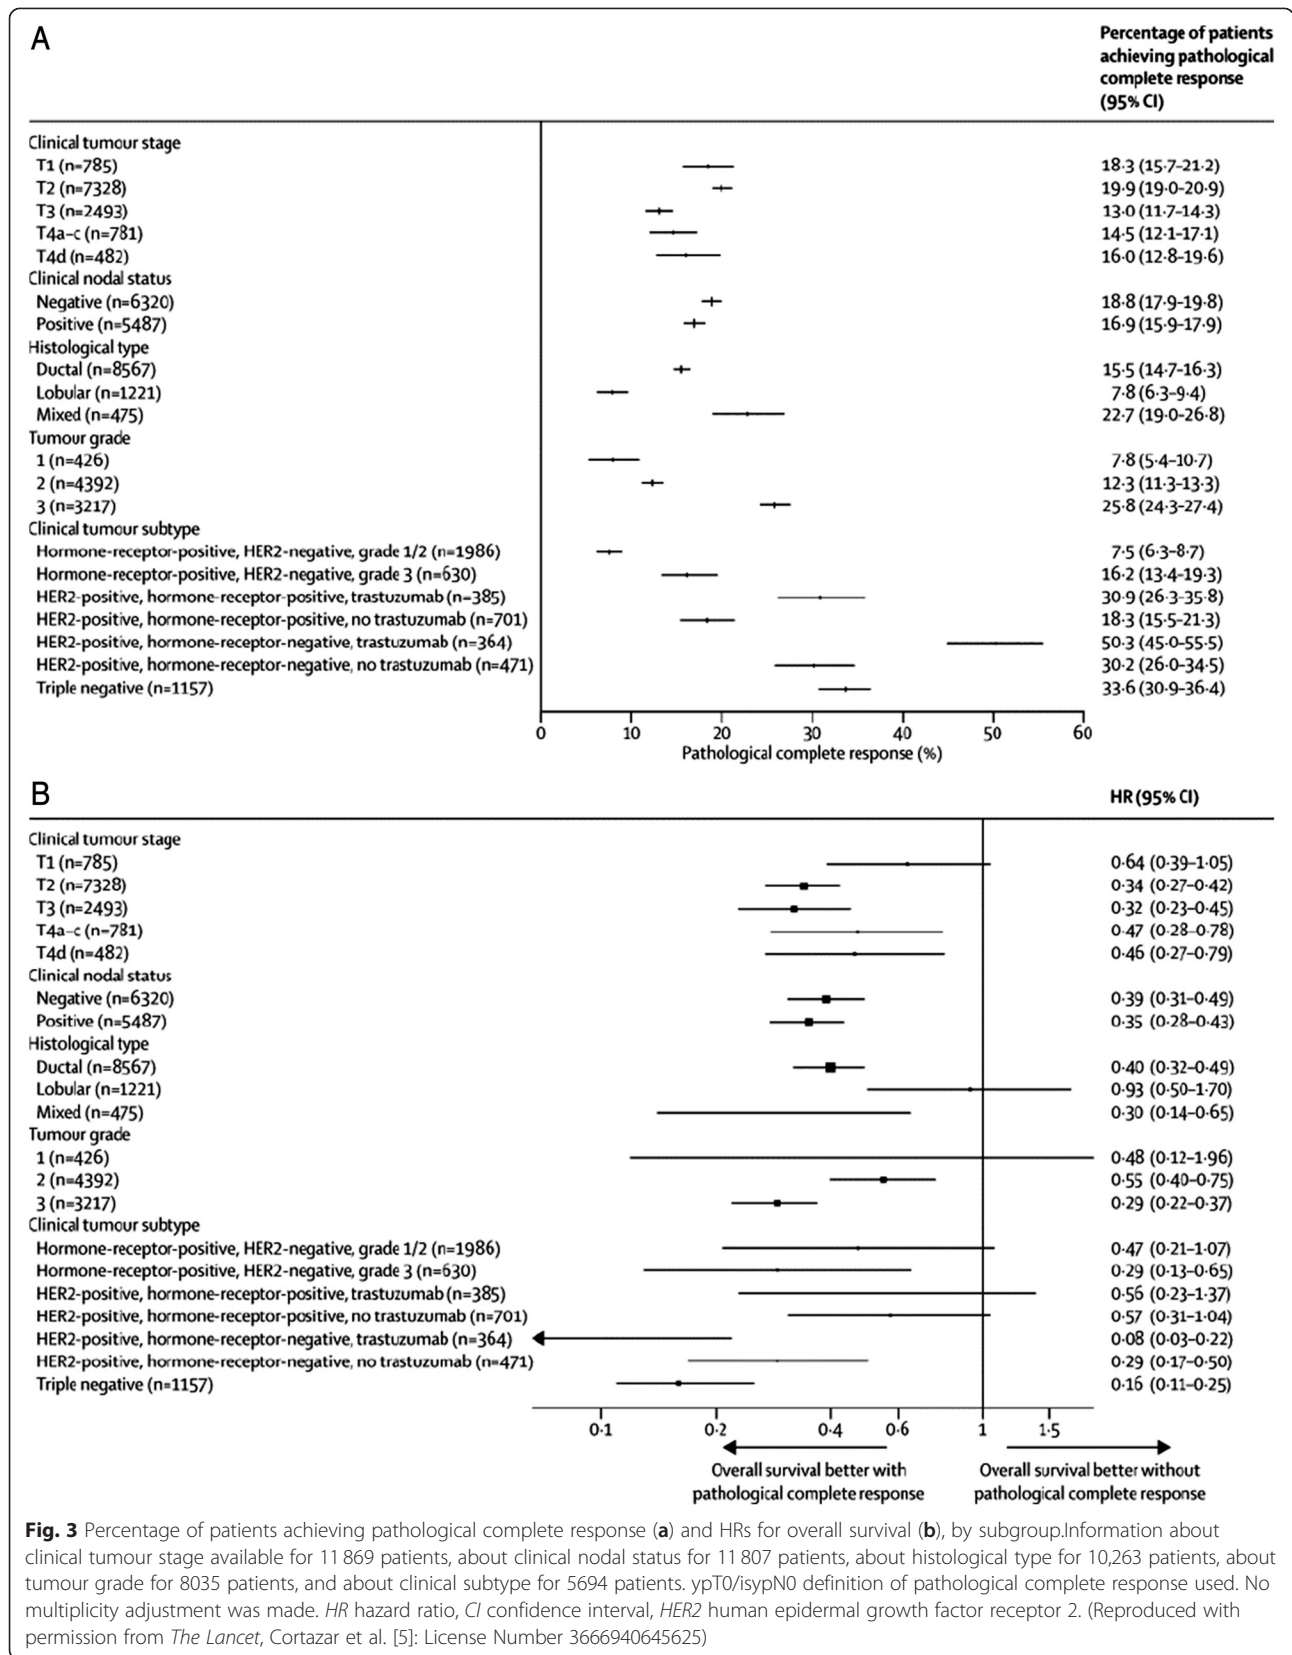 A
Percentage of patients
achieving pathological
complete response
(95% CI)
Clinical tumour stage
T1 (n=785) 18·3 (15·7–21·2)
T2 (n=7328) 19·9 (19·0–20·9)
T3 (n=2493) 13·0 (11·7–14·3)
T4a–c (n=781) 14·5 (12·1–17·1)
T4d (n=482) 16·0 (12·8–19·6)
Clinical nodal status
Negative (n=6320) 18·8 (17·9–19·8)
Positive (n=5487) 16·9 (15·9–17·9)
Histological type
Ductal (n=8567) 15·5 (14·7–16·3)
Lobular (n=1221) 7·8 (6·3–9·4)
Mixed (n=475) 22·7 (19·0–26·8)
Tumour grade
1 (n=426) 7·8 (5·4–10·7)
2 (n=4392) 12·3 (11·3–13·3)
3 (n=3217) 25·8 (24·3–27·4)
Clinical tumour subtype
Hormone-receptor-positive, HER2-negative, grade 1/2 (n=1986) 7·5 (6·3–8·7)
Hormone-receptor-positive, HER2-negative, grade 3 (n=630) 16·2 (13·4–19·3)
HER2-positive, hormone-receptor-positive, trastuzumab (n=385) 30·9 (26·3–35·8)
HER2-positive, hormone-receptor-positive, no trastuzumab (n=701) 18·3 (15·5–21·3)
HER2-positive, hormone-receptor-negative, trastuzumab (n=364) 50·3 (45·0–55·5)
HER2-positive, hormone-receptor-negative, no trastuzumab (n=471) 30·2 (26·0–34·5)
Triple negative (n=1157) 33·6 (30·9–36·4)
0 10 20 30 40 50 60
Pathological complete response (%)
B
HR (95% CI)
Clinical tumour stage
T1 (n=785) 0·64 (0·39–1·05)
T2 (n=7328) 0·34 (0·27–0·42)
T3 (n=2493) 0·32 (0·23–0·45)
T4a–c (n=781) 0·47 (0·28–0·78)
T4d (n=482) 0·46 (0·27–0·79)
Clinical nodal status
Negative (n=6320) 0·39 (0·31–0·49)
Positive (n=5487) 0·35 (0·28–0·43)
Histological type
Ductal (n=8567) 0·40 (0·32–0·49)
Lobular (n=1221) 0·93 (0·50–1·70)
Mixed (n=475) 0·30 (0·14–0·65)
Tumour grade
1 (n=426) 0·48 (0·12–1·96)
2 (n=4392) 0·55 (0·40–0·75)
3 (n=3217) 0·29 (0·22–0·37)
Clinical tumour subtype
Hormone-receptor-positive, HER2-negative, grade 1/2 (n=1986) 0·47 (0·21–1·07)
Hormone-receptor-positive, HER2-negative, grade 3 (n=630) 0·29 (0·13–0·65)
HER2-positive, hormone-receptor-positive, trastuzumab (n=385) 0·56 (0·23–1·37)
HER2-positive, hormone-receptor-positive, no trastuzumab (n=701) 0·57 (0·31–1·04)
HER2-positive, hormone-receptor-negative, trastuzumab (n=364) 0·08 (0·03–0·22)
HER2-positive, hormone-receptor-negative, no trastuzumab (n=471) 0·29 (0·17–0·50)
Triple negative (n=1157) 0·16 (0·11–0·25)
0·1 0·2 0·4 0·6 1 1·5
Overall survival better with Overall survival better without
pathological complete response pathological complete response
Fig. 3 Percentage of patients achieving pathological complete response (a) and HRs for overall survival (b), by subgroup.Information about
clinical tumour stage available for 11 869 patients, about clinical nodal status for 11 807 patients, about histological type for 10,263 patients, about
tumour grade for 8035 patients, and about clinical subtype for 5694 patients. ypT0/isypN0 definition of pathological complete response used. No
multiplicity adjustment was made. HR hazard ratio, CI confidence interval, HER2 human epidermal growth factor receptor 2. (Reproduced with
permission from The Lancet, Cortazar et al. [5]: License Number 3666940645625)